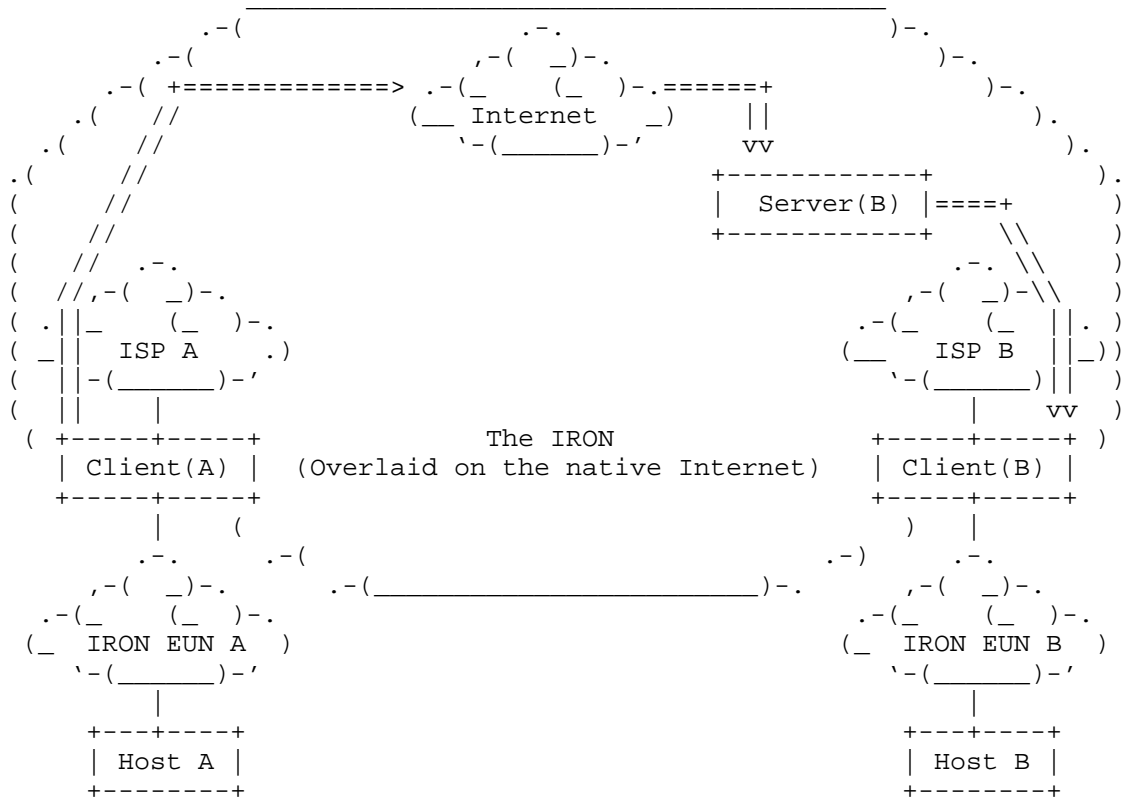 Internet
Server(B)
ISP A
ISP B
The IRON
Client(A)
(Overlaid on the native Internet)
Client(B)
IRON EUN A
IRON EUN B
Host A
Host B